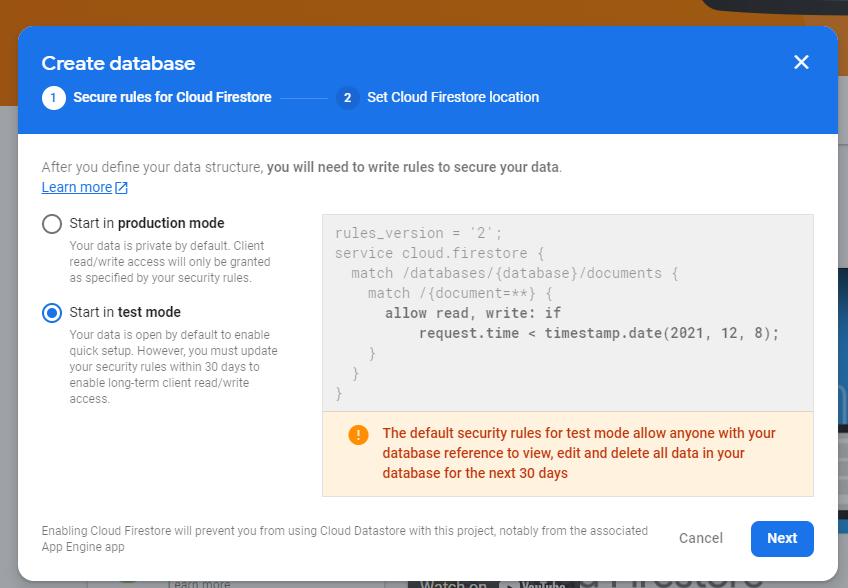 Create database
1 Secure rules for Cloud Firestore 2 Set Cloud Firestore location
After you define your data structure, you will need to write rules to secure your data.
Learn more
Start in production mode
Your data is private by default. Client
read/write access will only be granted
as specified by your security rules.
Start in test mode
Your data is open by default to enable
quick setup. However, you must update
your security rules within 30 days to
enable long-term client read/write
access.
rules_version = '2';
service cloud.firestore {
match /databases/{database}/documents {
match /{document=**} {
allow read, write: if
request.time < timestamp.date(2021, 12, 8);
}
}
}
! The default security rules for test mode allow anyone with your
database reference to view, edit and delete all data in your
database for the next 30 days
Enabling Cloud Firestore will prevent you from using Cloud Datastore with this project, notably from the associated
App Engine app
Cancel Next
Learn more Watch on YouTube Firestore